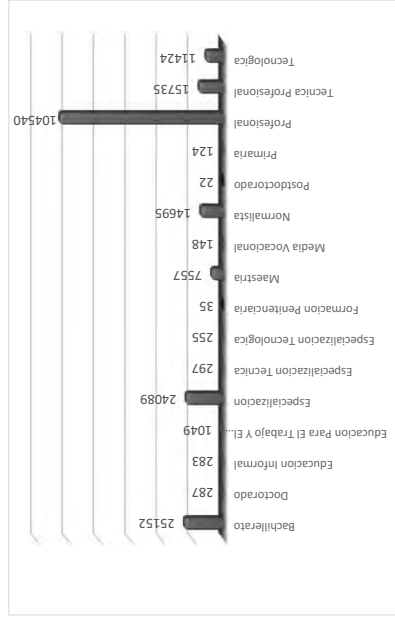 Bachillerato 25152
Doctorado 287
Educacion Informal 283
Educacion Para El Trabajo Y El... 1049
Especializacion 24089
Especializacion Tecnica 297
Especializacion Tecnologica 255
Formacion Penitenciaria 35
Maestria 7557
Media Vocacional 148
Normalista 14695
Postdoctorado 22
Primaria 124
Profesional 104540
Tecnica Profesional 15735
Tecnologica 11424